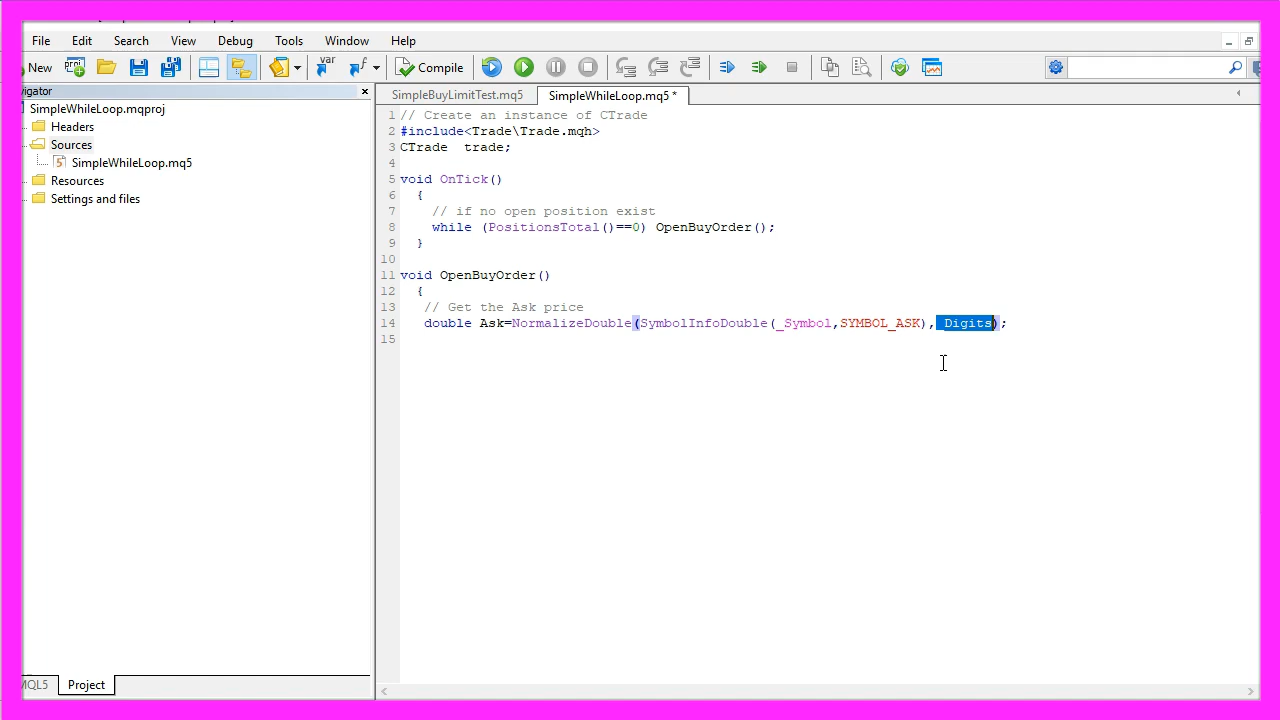 File Edit Search View Debug Tools Window Help
New Compile
vigator
SimpleBuyLimitTest.mq5 SimpleWhileLoop.mq5 *
SimpleWhileLoop.mqproj
Headers
Sources
SimpleWhileLoop.mq5
Resources
Settings and files
1 // Create an instance of CTrade
2 #include<Trade\Trade.mqh>
3 CTrade trade;
4
5 void OnTick()
6 {
7 // if no open position exist
8 while (PositionsTotal()==0) OpenBuyOrder();
9 }
10
11 void OpenBuyOrder()
12 {
13 // Get the Ask price
14 double Ask=NormalizeDouble(SymbolInfoDouble(_Symbol,SYMBOL_ASK),_Digits);
15
MQL5 Project